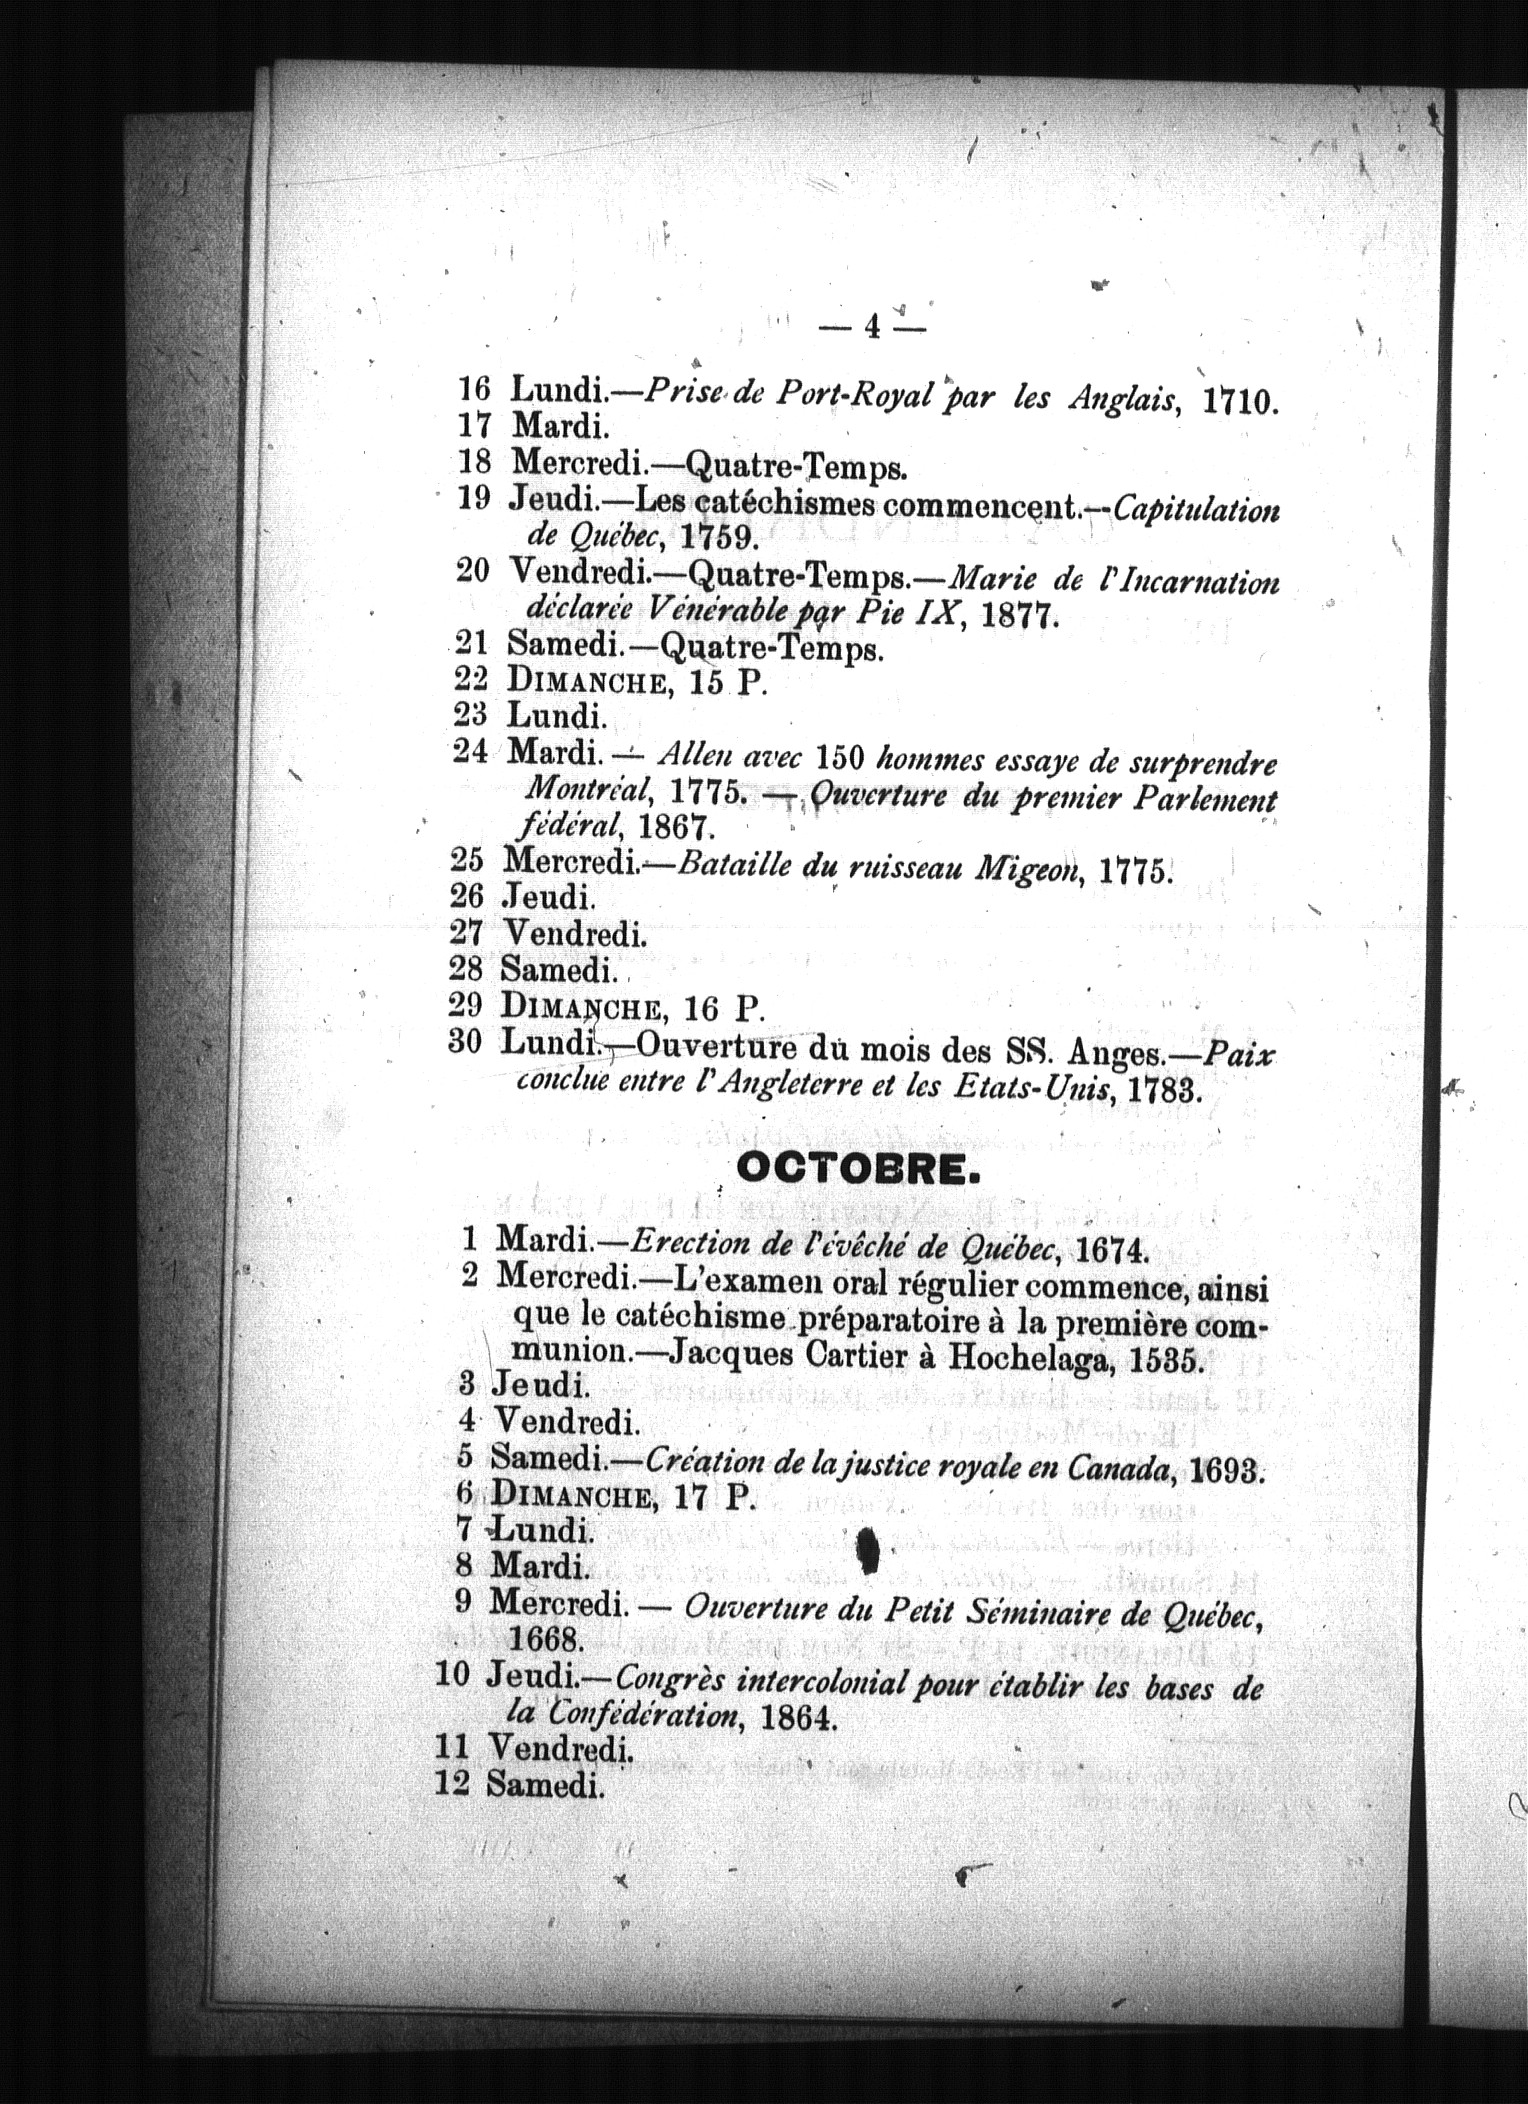 — 4 —
16 Lundi.—Prise de Port-Royal par les Anglais, 1710.
17 Mardi.
18 Mercredi.—Quatre-Temps.
19 Jeudi.—Les catéchismes commencent.—Capitulation
de Québec, 1759.
20 Vendredi.—Quatre-Temps.—Marie de l'Incarnation
déclarée Vénérable par Pie IX, 1877.
21 Samedi.—Quatre-Temps.
22 DIMANCHE, 15 P.
23 Lundi.
24 Mardi. — Allen avec 150 hommes essaye de surprendre
Montréal, 1775. — Ouverture du premier Parlement
fédéral, 1867.
25 Mercredi.—Bataille du ruisseau Migeon, 1775.
26 Jeudi.
27 Vendredi.
28 Samedi.
29 DIMANCHE, 16 P.
30 Lundi.—Ouverture du mois des SS. Anges.—Paix
conclue entre l'Angleterre et les Etats-Unis, 1783.
OCTOBRE.
1 Mardi.—Erection de l'évêché de Québec, 1674.
2 Mercredi.—L'examen oral régulier commence, ainsi
que le catéchisme préparatoire à la première com-
munion.—Jacques Cartier à Hochelaga, 1535.
3 Jeudi.
4 Vendredi.
5 Samedi.—Création de la justice royale en Canada, 1693.
6 DIMANCHE, 17 P.
7 Lundi.
8 Mardi.
9 Mercredi. — Ouverture du Petit Séminaire de Québec,
1668.
10 Jeudi.—Congrès intercolonial pour établir les bases de
la Confédération, 1864.
11 Vendredi.
12 Samedi.